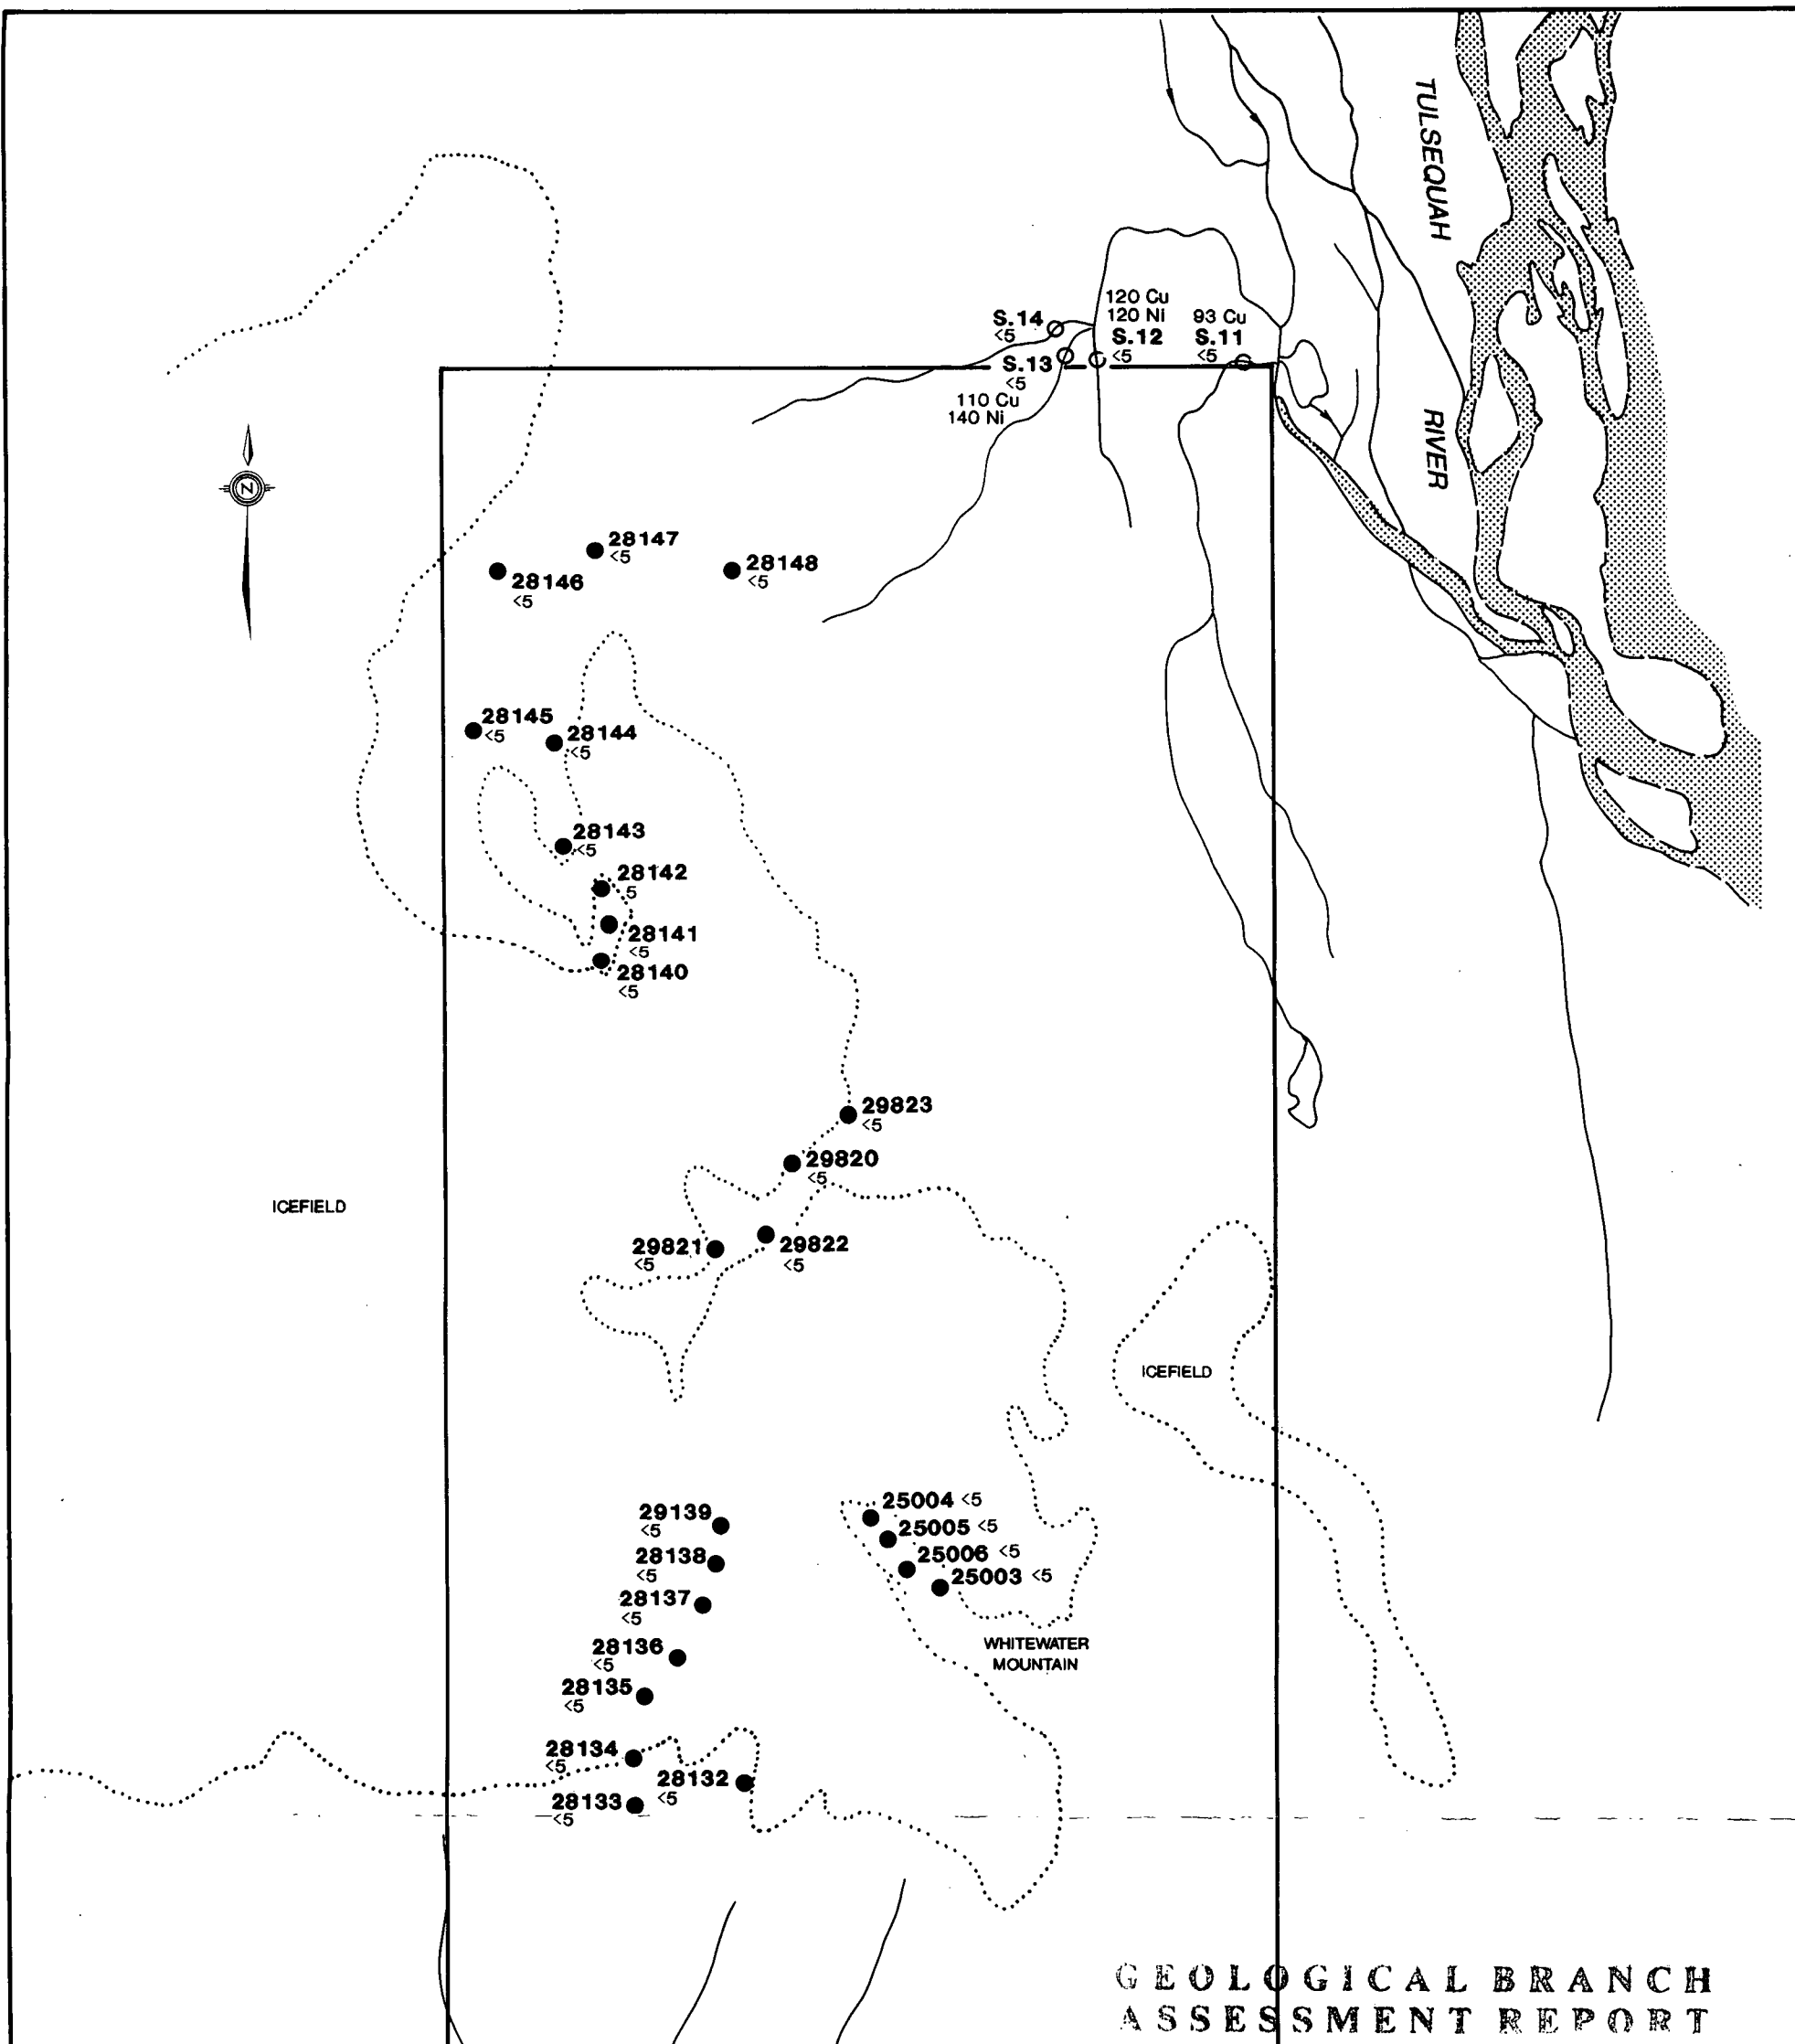 TULSEQUAH
RIVER
120 Cu
120 Ni
S.12
<5
93 Cu
S.11
<5
S.14
<5
S.13
<5
110 Cu
140 Ni
N
28147
<5
28146
<5
28148
<5
28145
<5
28144
<5
28143
<5
28142
5
28141
<5
28140
<5
29823
<5
29820
<5
ICEFIELD
29821
<5
29822
<5
ICEFIELD
29139
<5
25004 <5
25005 <5
25006 <5
25003 <5
28138
<5
28137
<5
28136
<5
28135
<5
WHITEWATER
MOUNTAIN
28134
<5
28132
<5
28133
<5
GEOLOGICAL BRANCH
ASSESSMENT REPORT